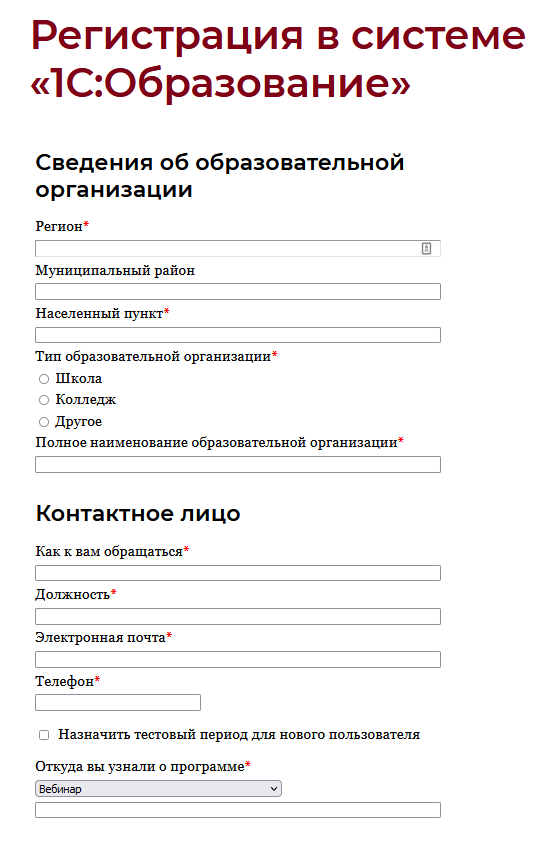 Регистрация в системе
«1С:Образование»
Сведения об образовательной
организации
Регион*
Муниципальный район
Населенный пункт*
Тип образовательной организации*
Школа
Колледж
Другое
Полное наименование образовательной организации*
Контактное лицо
Как к вам обращаться*
Должность*
Электронная почта*
Телефон*
Назначить тестовый период для нового пользователя
Откуда вы узнали о программе*
Вебинар